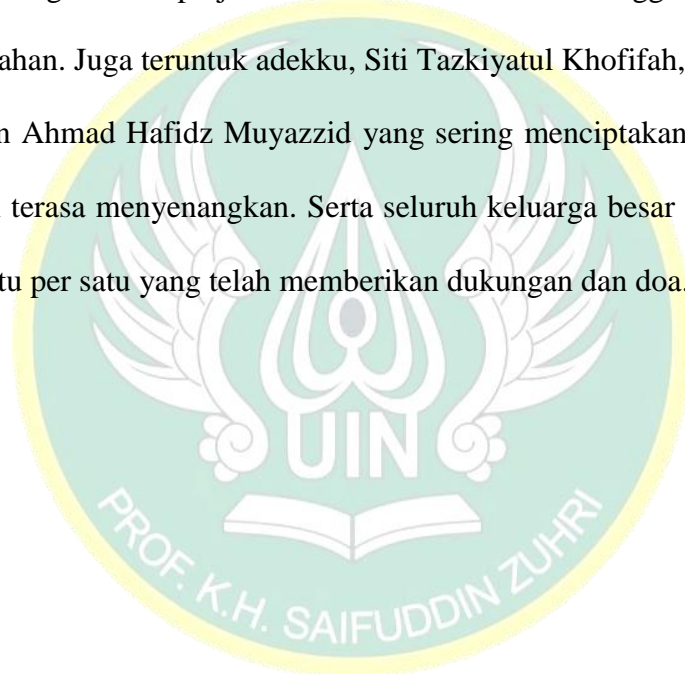 ahan. Juga teruntuk adekku, Siti Tazkiyatul Khofifah,
n Ahmad Hafidz Muyazzid yang sering menciptakan
terasa menyenangkan. Serta seluruh keluarga besar
tu per satu yang telah memberikan dukungan dan doa.
UIN
PROF. K.H. SAIFUDDIN ZUHRI